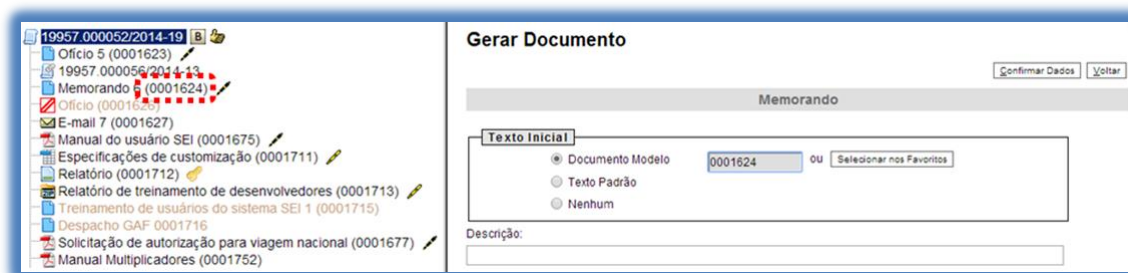 19957.000052/2014-19 B
Ofício 5 (0001623)
19957.000056/2014-13
Memorando 6 (0001624)
Ofício (0001626)
E-mail 7 (0001627)
Manual do usuário SEI (0001675)
Especificações de customização (0001711)
Relatório (0001712)
Relatório de treinamento de desenvolvedores (0001713)
Treinamento de usuários do sistema SEI 1 (0001715)
Despacho GAF 0001716
Solicitação de autorização para viagem nacional (0001677)
Manual Multiplicadores (0001752)
Gerar Documento
Confirmar Dados Voltar
Memorando
Texto Inicial
Documento Modelo 0001624 ou Selecionar nos Favoritos
Texto Padrão
Nenhum
Descrição: